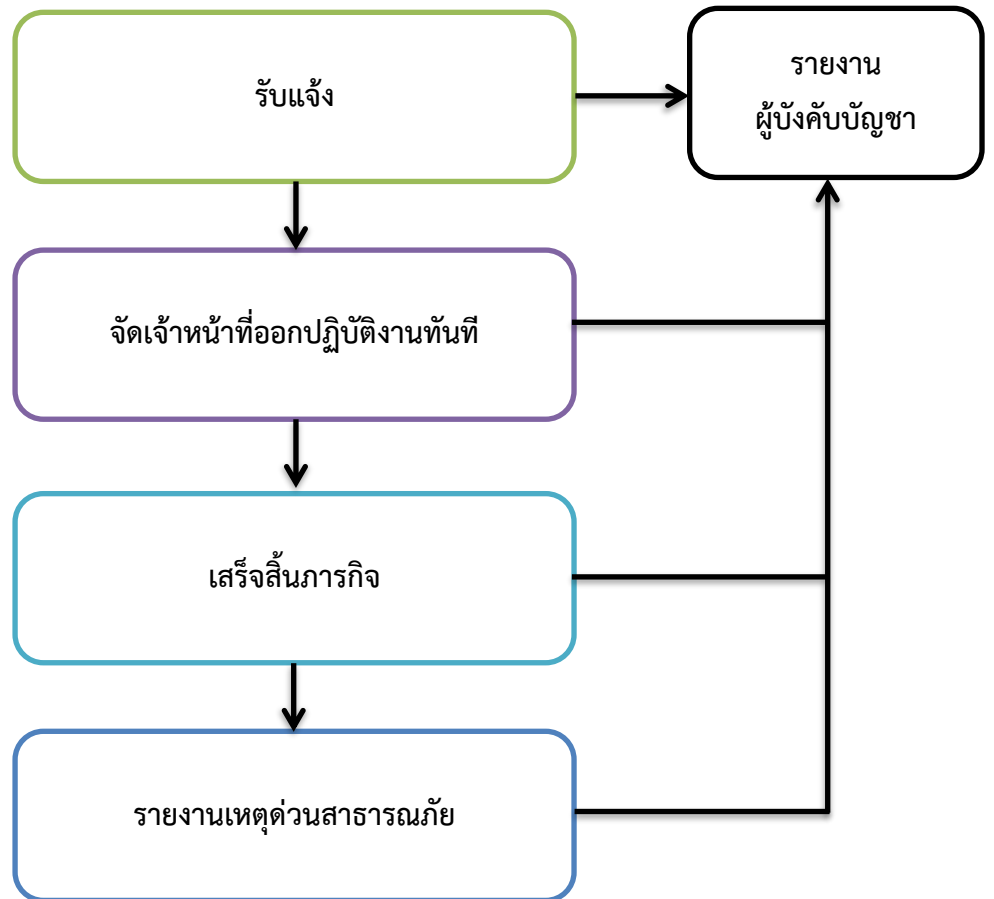 รับแจ้ง
รายงาน
ผู้บังคับบัญชา
จัดเจ้าหน้าที่ออกปฏิบัติงานทันที
เสร็จสิ้นภารกิจ
รายงานเหตุด่วนสาธารณภัย